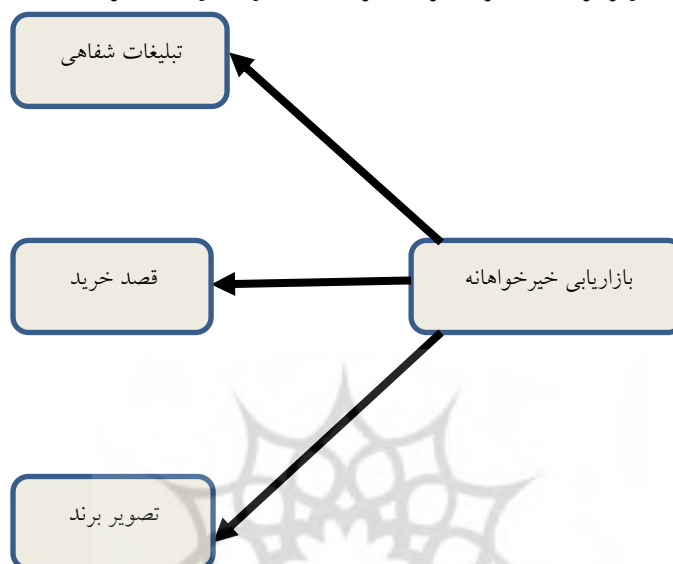 تبلیغات شفاهی
بازاریابی خیرخواهانه
قصد خرید
تصویر برند